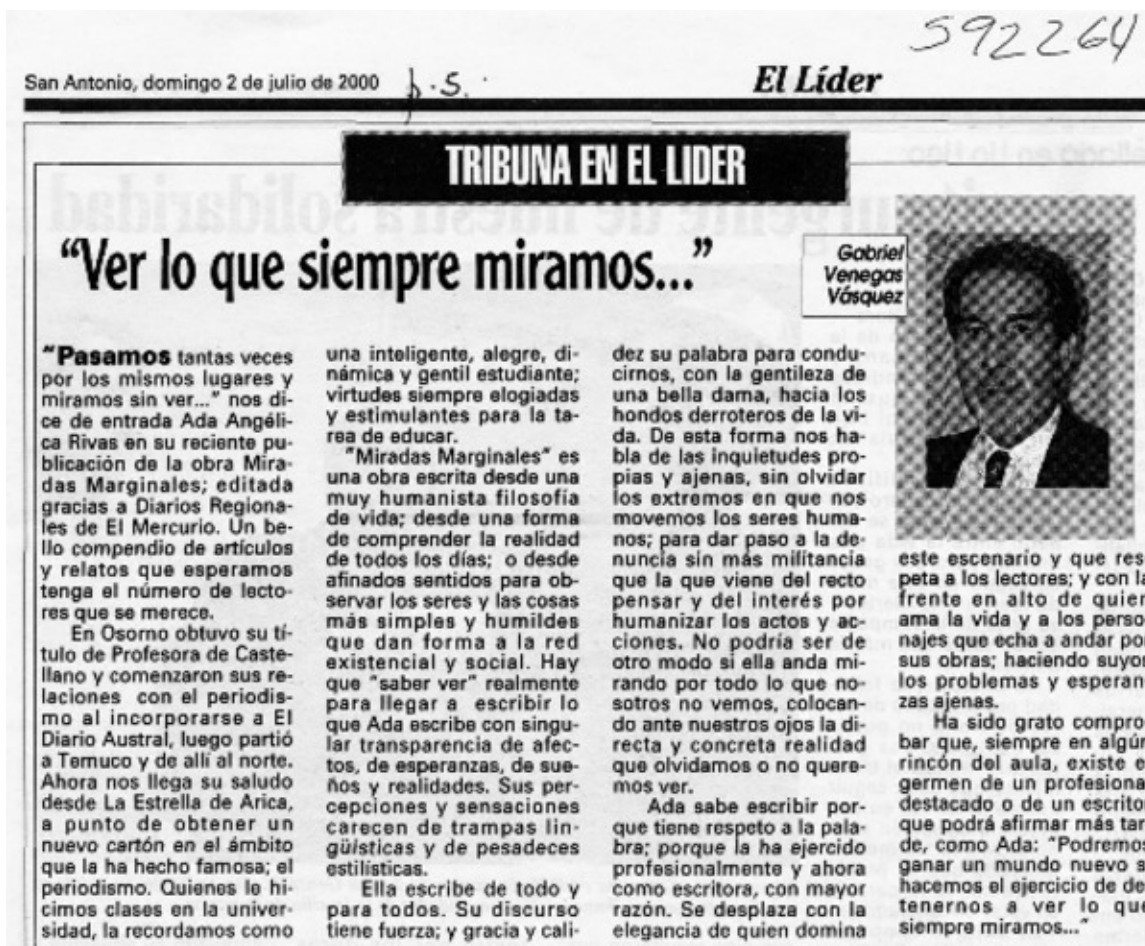 592264
San Antonio, domingo 2 de julio de 2000
p.5.
El Líder
TRIBUNA EN EL LIDER
“Ver lo que siempre miramos...”
Gabriel
Venegas
Vásquez
“Pasamos tantas veces
por los mismos lugares y
miramos sin ver...” nos di-
ce de entrada Ada Angéli-
ca Rivas en su reciente pu-
blicación de la obra Mira-
das Marginales; editada
gracias a Diarios Regiona-
les de El Mercurio. Un be-
llo compendio de artículos
y relatos que esperamos
tenga el número de lecto-
res que se merece.
En Osorno obtuvo su tí-
tulo de Profesora de Caste-
llano y comenzaron sus re-
laciones con el periodis-
mo al incorporarse a El
Diario Austral, luego partió
a Temuco y de allí al norte.
Ahora nos llega su saludo
desde La Estrella de Arica,
a punto de obtener un
nuevo cartón en el ámbito
que la ha hecho famosa; el
periodismo. Quienes le hi-
cimos clases en la univer-
sidad, la recordamos como
una inteligente, alegre, di-
námica y gentil estudiante;
virtudes siempre elogiadas
y estimulantes para la ta-
rea de educar.
“Miradas Marginales” es
una obra escrita desde una
muy humanista filosofía
de vida; desde una forma
de comprender la realidad
de todos los días; o desde
afinados sentidos para ob-
servar los seres y las cosas
más simples y humildes
que dan forma a la red
existencial y social. Hay
que “saber ver” realmente
para llegar a escribir lo
que Ada escribe con singu-
lar transparencia de afec-
tos, de esperanzas, de sue-
ños y realidades. Sus per-
cepciones y sensaciones
carecen de trampas lin-
güísticas y de pesadeces
estilísticas.
Ella escribe de todo y
para todos. Su discurso
tiene fuerza; y gracia y cali-
dez su palabra para condu-
cirnos, con la gentileza de
una bella dama, hacia los
hondos derroteros de la vi-
da. De esta forma nos ha-
bla de las inquietudes pro-
pias y ajenas, sin olvidar
los extremos en que nos
movemos los seres huma-
nos; para dar paso a la de-
nuncia sin más militancia
que la que viene del recto
pensar y del interés por
humanizar los actos y ac-
ciones. No podría ser de
otro modo si ella anda mi-
rando por todo lo que no-
sotros no vemos, colocan-
do ante nuestros ojos la di-
recta y concreta realidad
que olvidamos o no quere-
mos ver.
Ada sabe escribir por-
que tiene respeto a la pala-
bra; porque la ha ejercido
profesionalmente y ahora
como escritora, con mayor
razón. Se desplaza con la
elegancia de quien domina
este escenario y que res-
peta a los lectores; y con la
frente en alto de quien
ama la vida y a los perso-
najes que echa a andar por
sus obras; haciendo suyos
los problemas y esperan-
zas ajenas.
Ha sido grato compro-
bar que, siempre en algún
rincón del aula, existe el
germen de un profesional
destacado o de un escritor
que podrá afirmar más tar-
de, como Ada: “Podremos
ganar un mundo nuevo si
hacemos el ejercicio de de-
tenernos a ver lo que
siempre miramos...”